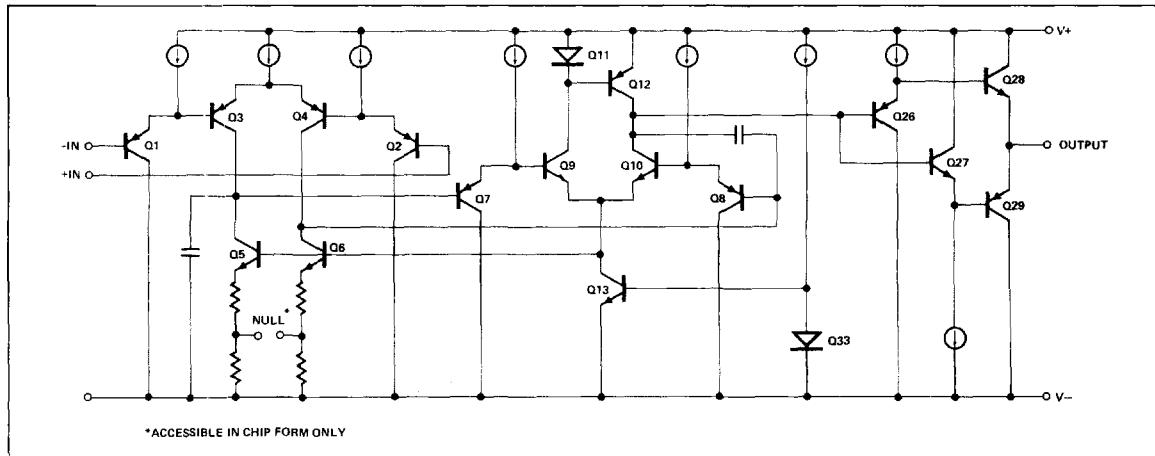 V+
Q11
Q12
Q28
Q3
Q4
Q26
-IN
Q1
Q2
OUTPUT
+IN
Q9
Q10
Q27
Q7
Q8
Q29
Q5
Q6
Q13
NULL*
Q33
V-
*ACCESSIBLE IN CHIP FORM ONLY